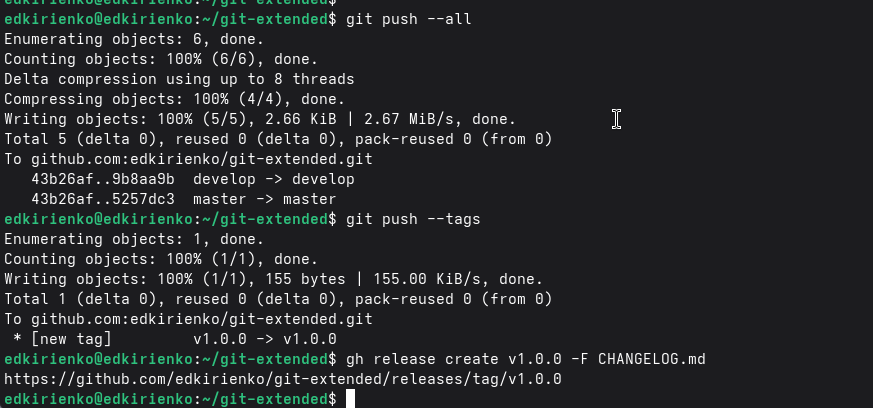 edkirienko@edkirienko:~/git-extended$ git push --all
Enumerating objects: 6, done.
Counting objects: 100% (6/6), done.
Delta compression using up to 8 threads
Compressing objects: 100% (4/4), done.
Writing objects: 100% (5/5), 2.66 KiB | 2.67 MiB/s, done.
Total 5 (delta 0), reused 0 (delta 0), pack-reused 0 (from 0)
To github.com:edkirienko/git-extended.git
   43b26af..9b8aa9b  develop -> develop
   43b26af..5257dc3  master -> master
edkirienko@edkirienko:~/git-extended$ git push --tags
Enumerating objects: 1, done.
Counting objects: 100% (1/1), done.
Writing objects: 100% (1/1), 155 bytes | 155.00 KiB/s, done.
Total 1 (delta 0), reused 0 (delta 0), pack-reused 0 (from 0)
To github.com:edkirienko/git-extended.git
 * [new tag]         v1.0.0 -> v1.0.0
edkirienko@edkirienko:~/git-extended$ gh release create v1.0.0 -F CHANGELOG.md
https://github.com/edkirienko/git-extended/releases/tag/v1.0.0
edkirienko@edkirienko:~/git-extended$